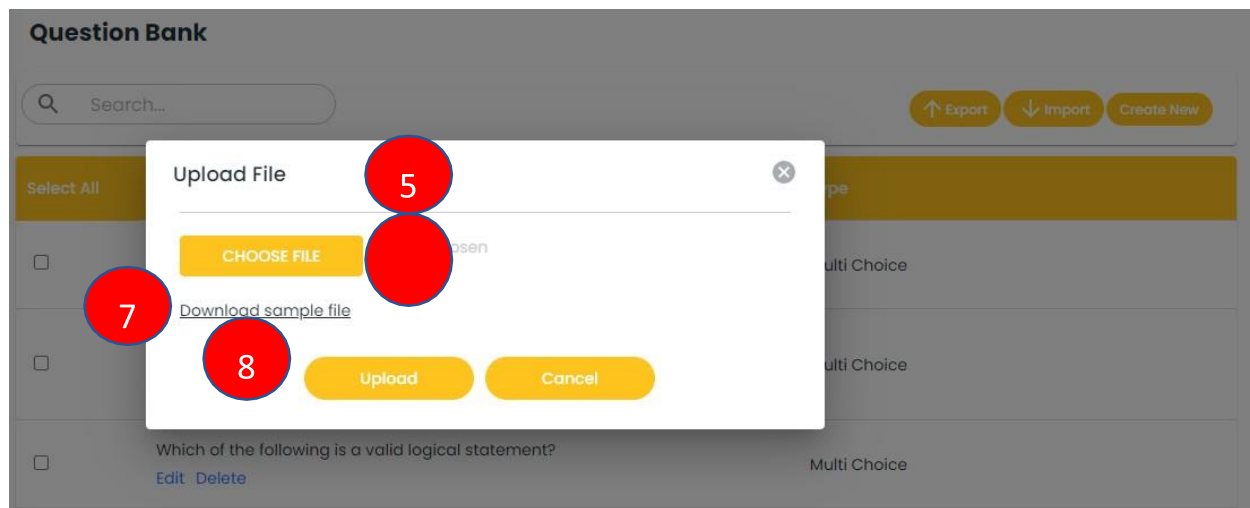 Question Bank
Search...
Export Import Create New
Select All
Upload File
5
CHOOSE FILE
Multi Choice
7
Download sample file
8
Upload Cancel
Multi Choice
Which of the following is a valid logical statement?
Edit Delete
Multi Choice